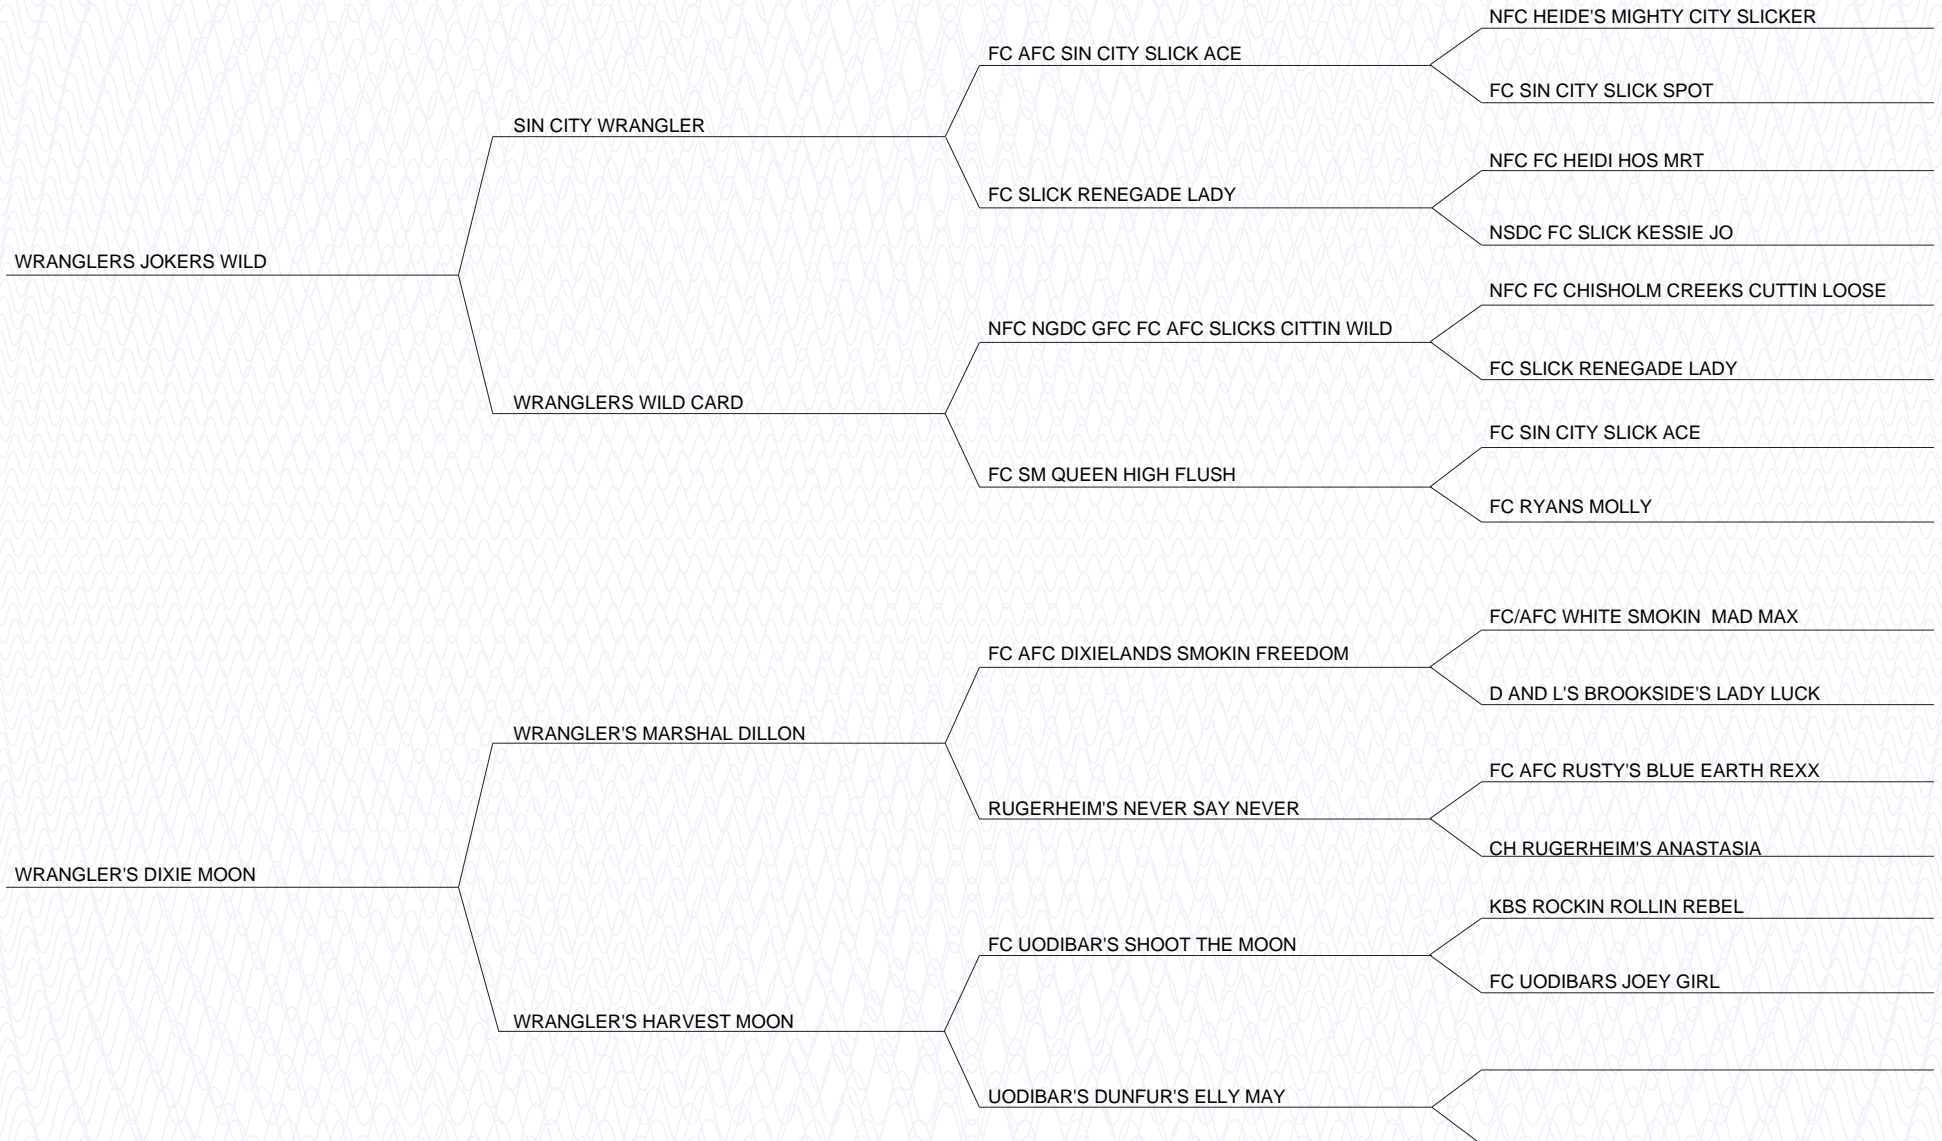 NFC HEIDE'S MIGHTY CITY SLICKER
FC AFC SIN CITY SLICK ACE
FC SIN CITY SLICK SPOT
SIN CITY WRANGLER
NFC FC HEIDI HOS MRT
FC SLICK RENEGADE LADY
NSDC FC SLICK KESSIE JO
WRANGLERS JOKERS WILD
NFC FC CHISHOLM CREEKS CUTTIN LOOSE
NFC NGDC GFC FC AFC SLICKS CITTIN WILD
FC SLICK RENEGADE LADY
WRANGLERS WILD CARD
FC SIN CITY SLICK ACE
FC SM QUEEN HIGH FLUSH
FC RYANS MOLLY
FC/AFC WHITE SMOKIN  MAD MAX
FC AFC DIXIELANDS SMOKIN FREEDOM
D AND L'S BROOKSIDE'S LADY LUCK
WRANGLER'S MARSHAL DILLON
FC AFC RUSTY'S BLUE EARTH REXX
RUGERHEIM'S NEVER SAY NEVER
CH RUGERHEIM'S ANASTASIA
WRANGLER'S DIXIE MOON
KBS ROCKIN ROLLIN REBEL
FC UODIBAR'S SHOOT THE MOON
FC UODIBARS JOEY GIRL
WRANGLER'S HARVEST MOON
UODIBAR'S DUNFUR'S ELLY MAY